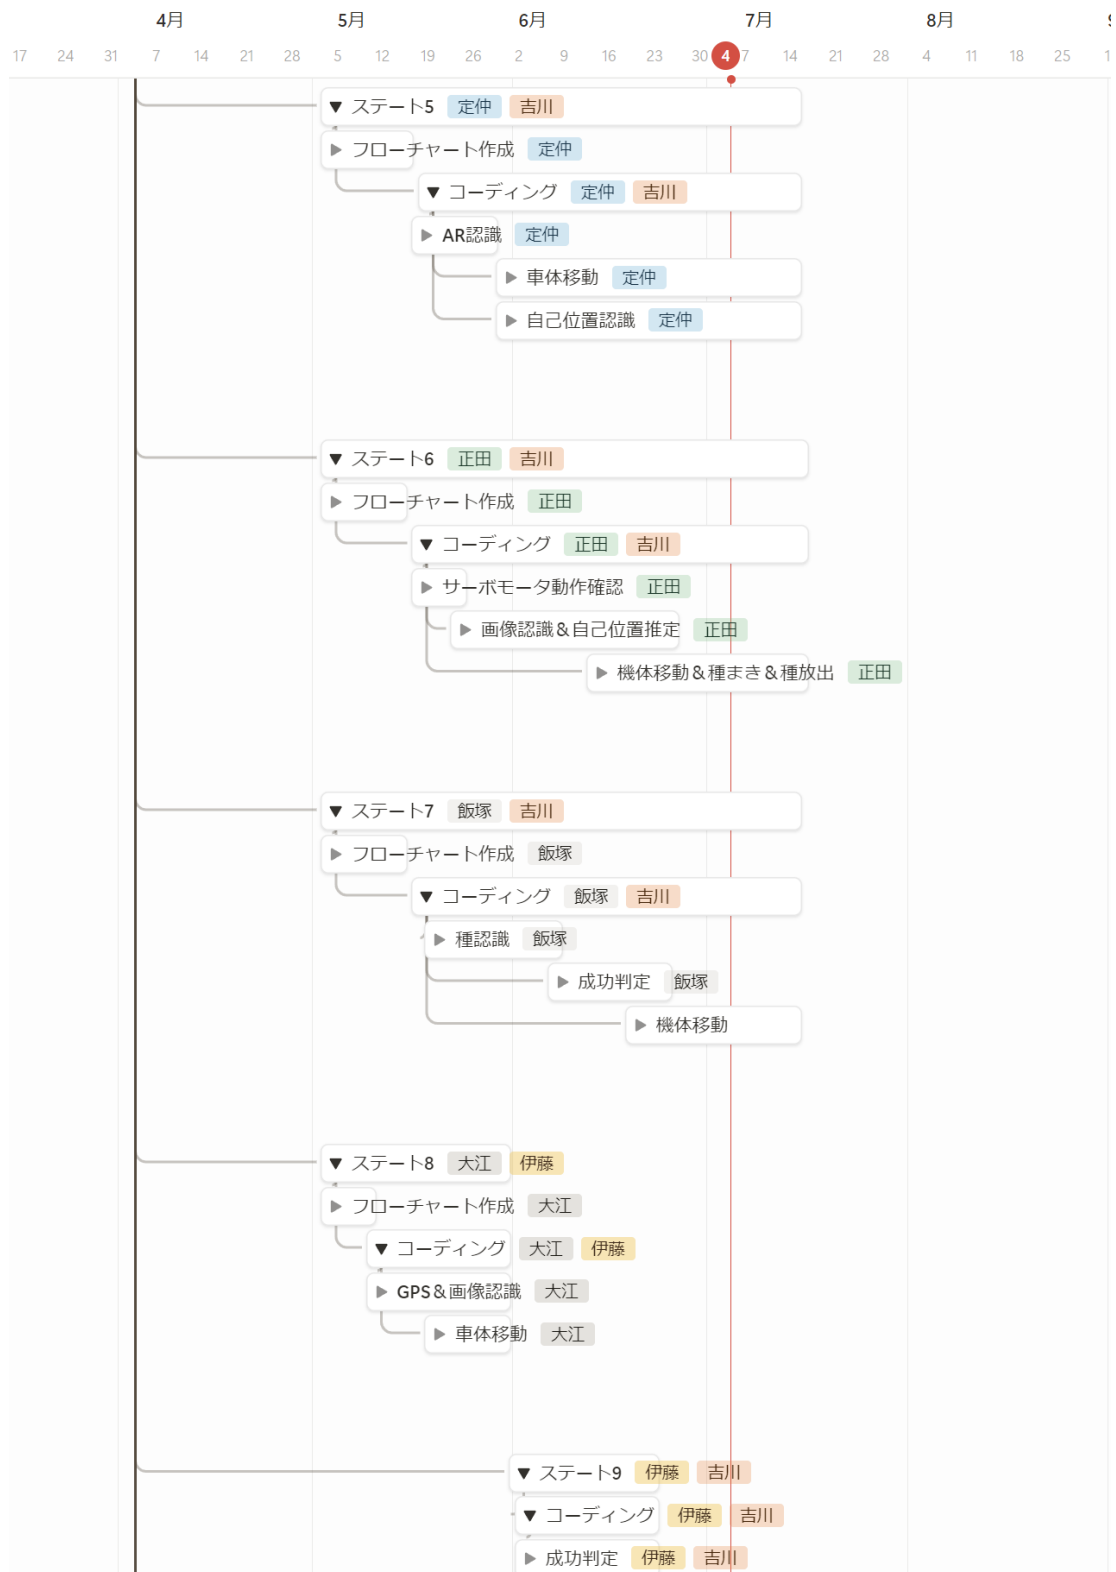 4月 5月 6月 7月 8月 9
17 24 31 7 14 21 28 5 12 19 26 2 9 16 23 30 4 7 14 21 28 4 11 18 25 1
ステート5 定仲 吉川
フローチャート作成 定仲
コーディング 定仲 吉川
AR認識 定仲
車体移動 定仲
自己位置認識 定仲
ステート6 正田 吉川
フローチャート作成 正田
コーディング 正田 吉川
サーボモータ動作確認 正田
画像認識＆自己位置推定 正田
機体移動＆種まき＆種放出 正田
ステート7 飯塚 吉川
フローチャート作成 飯塚
コーディング 飯塚 吉川
種認識 飯塚
成功判定 飯塚
機体移動
ステート8 大江 伊藤
フローチャート作成 大江
コーディング 大江 伊藤
GPS＆画像認識 大江
車体移動 大江
ステート9 伊藤 吉川
コーディング 伊藤 吉川
成功判定 伊藤 吉川